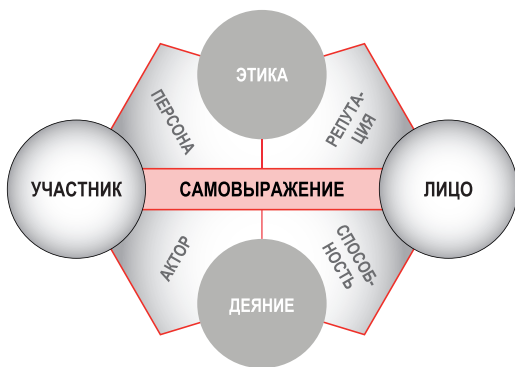 ЭТИКА
ПЕРСОНА
РЕПУТА-
ЦИЯ
УЧАСТНИК
САМОВЫРАЖЕНИЕ
ЛИЦО
АКТОР
СПОСОБ-
НОСТЬ
ДЕЯНИЕ